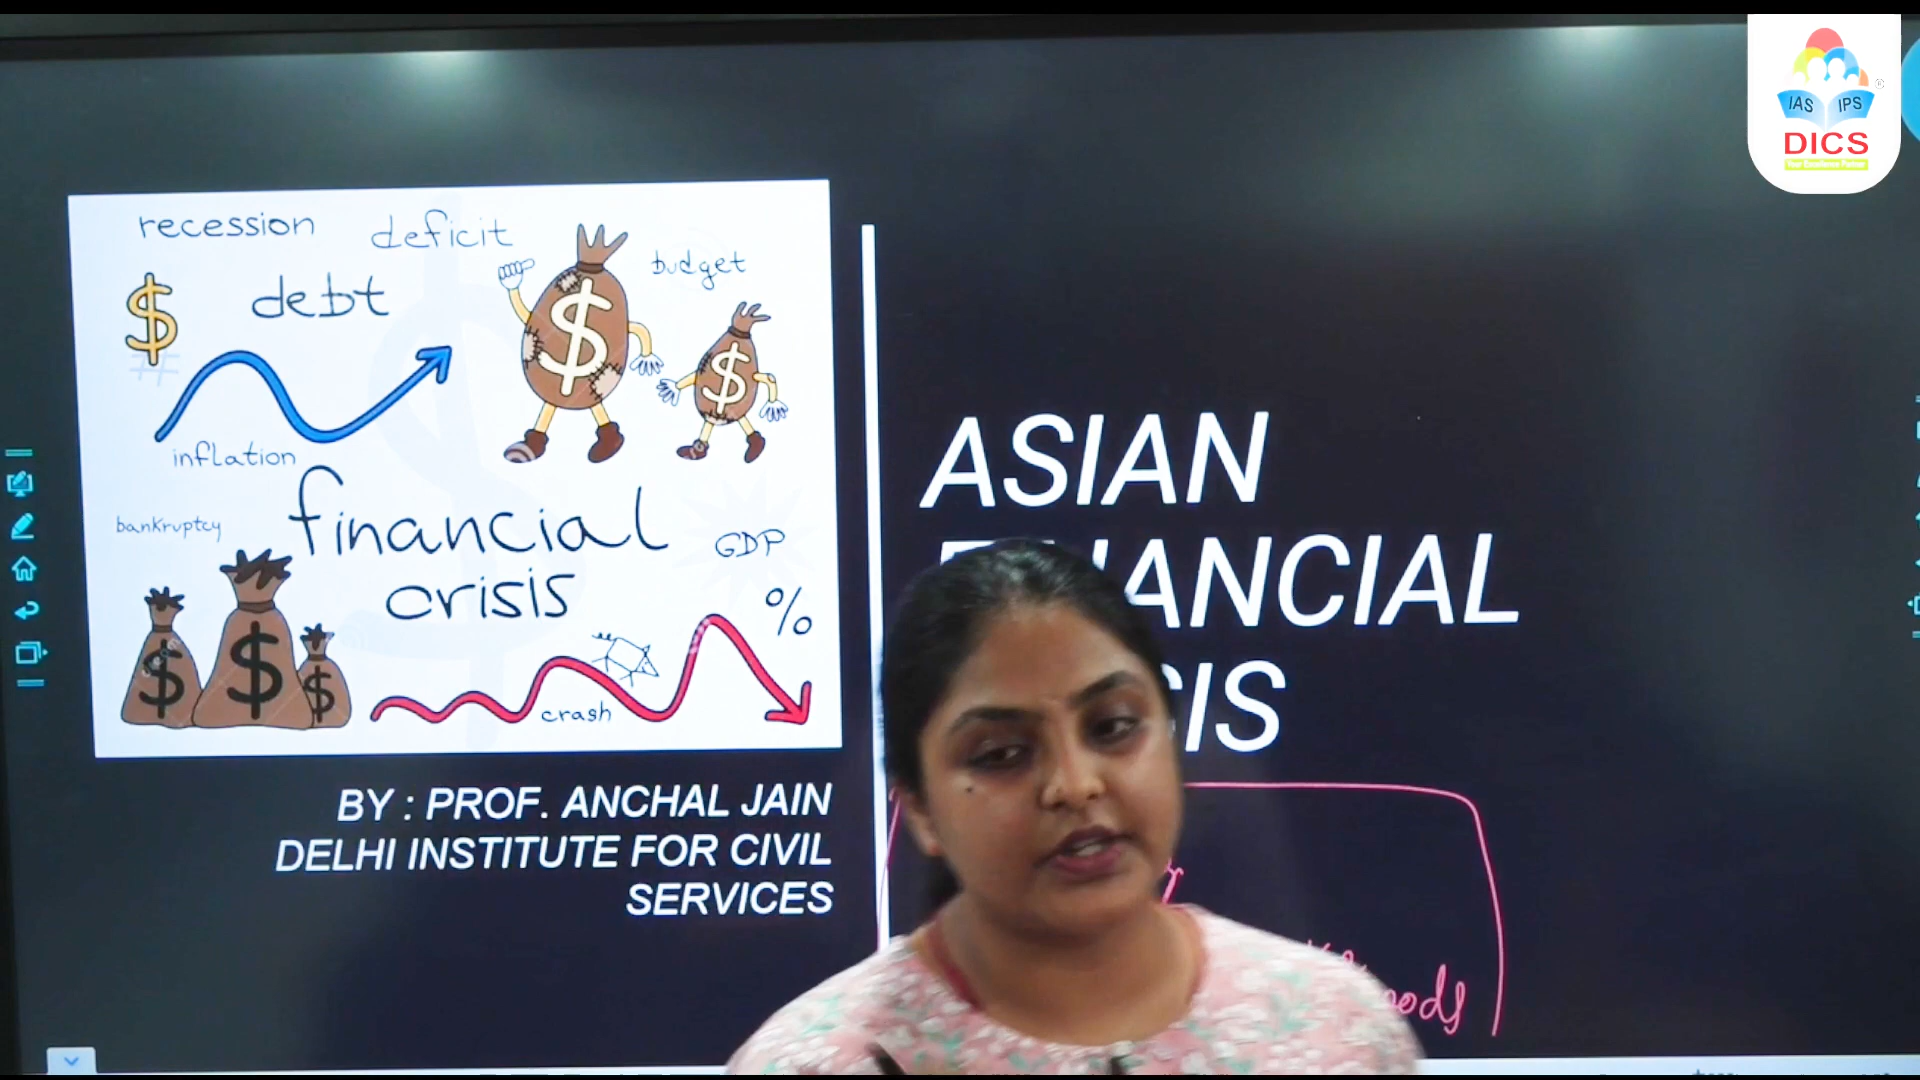 IAS IPS
DICS
recession
deficit
budget
$
debt
$
$
inflation
bankruptcy
financial
crisis
GDP
%
$
$
$
crash
ASIAN
ANCIAL
IS
BY : PROF. ANCHAL JAIN
DELHI INSTITUTE FOR CIVIL
SERVICES